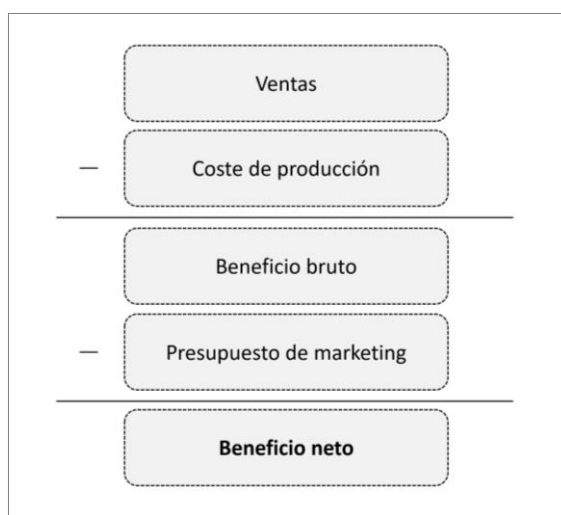 Ventas
— Coste de producción
Beneficio bruto
— Presupuesto de marketing
Beneficio neto